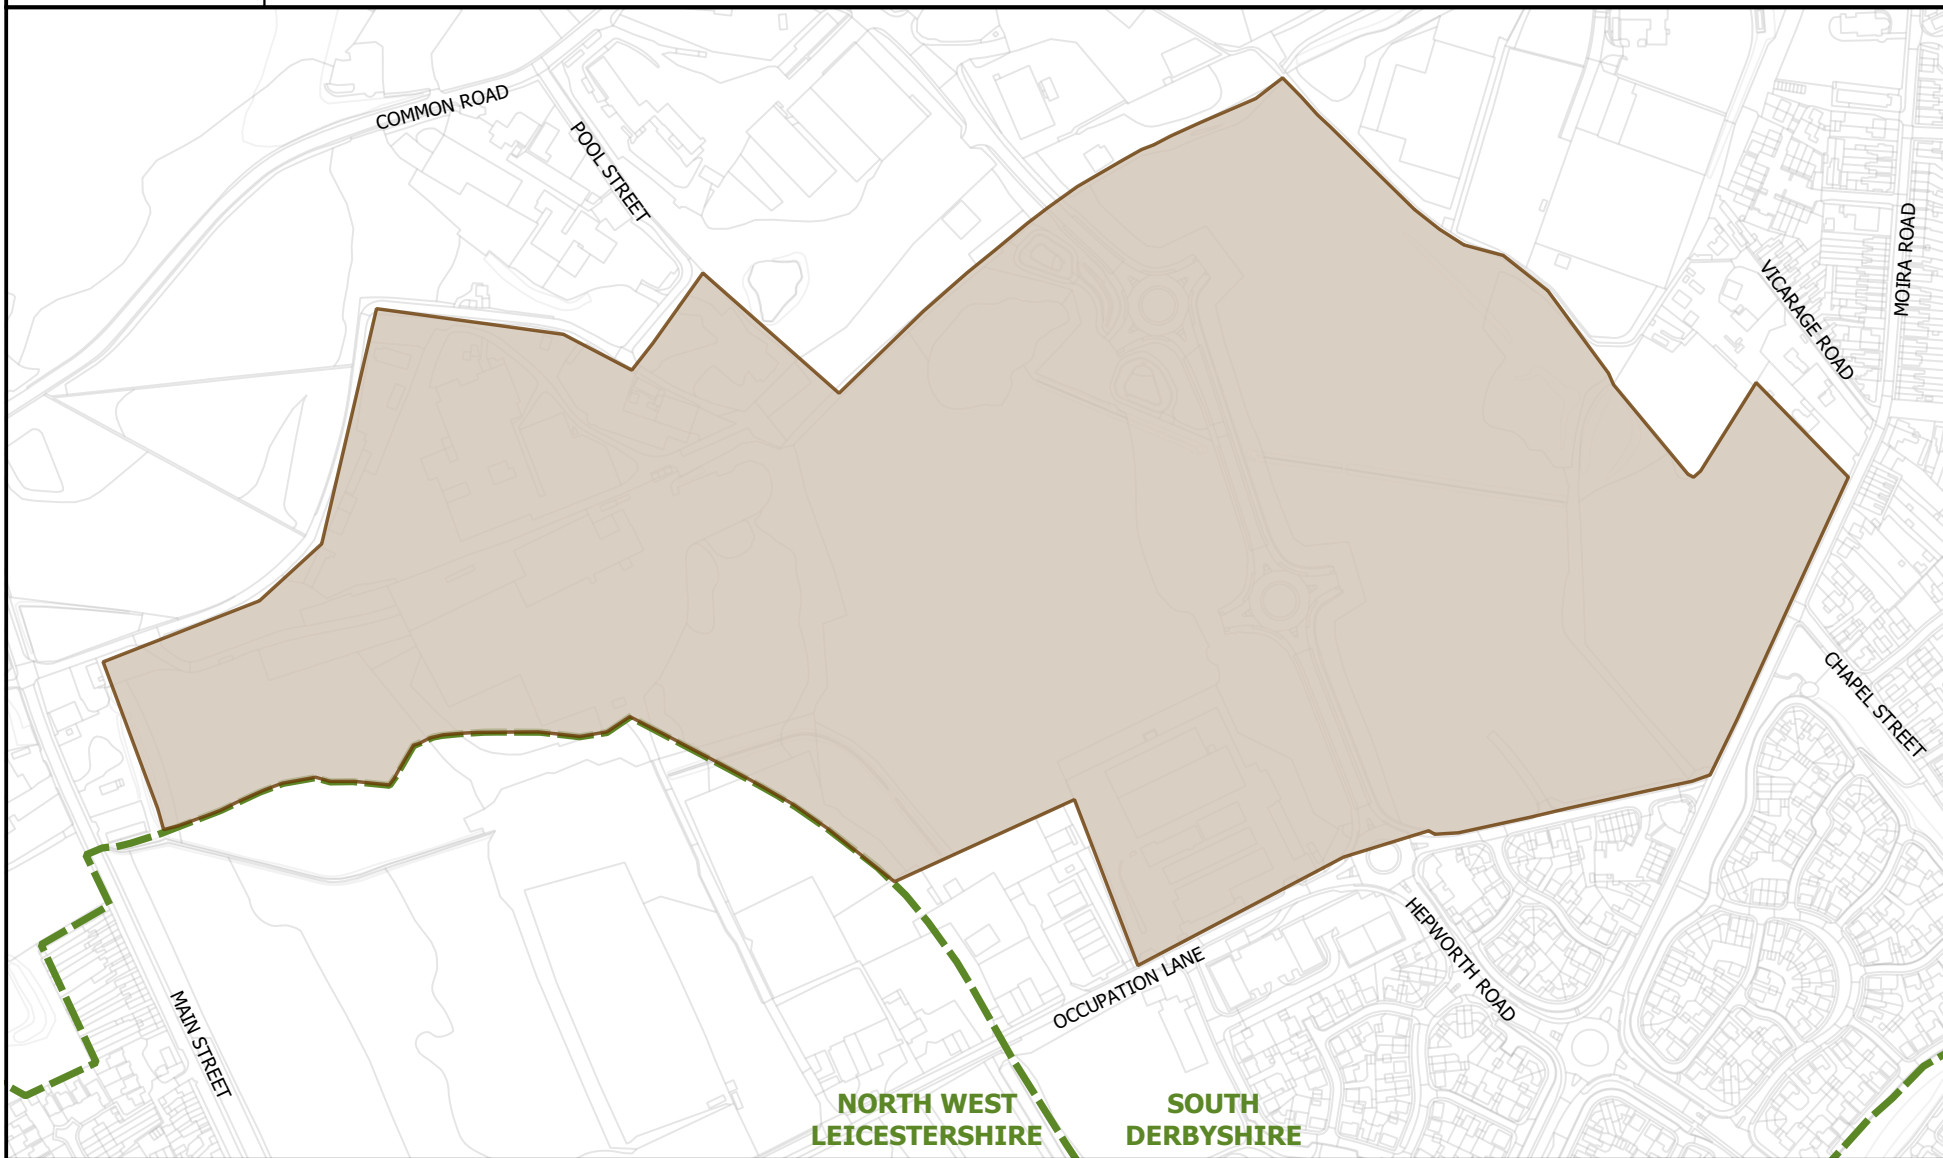 COMMON ROAD
POOL STREET
MOIRA ROAD
VICARAGE ROAD
CHAPEL STREET
HEPWORTH ROAD
OCCUPATION LANE
MAIN STREET
NORTH WEST
LEICESTERSHIRE
SOUTH
DERBYSHIRE